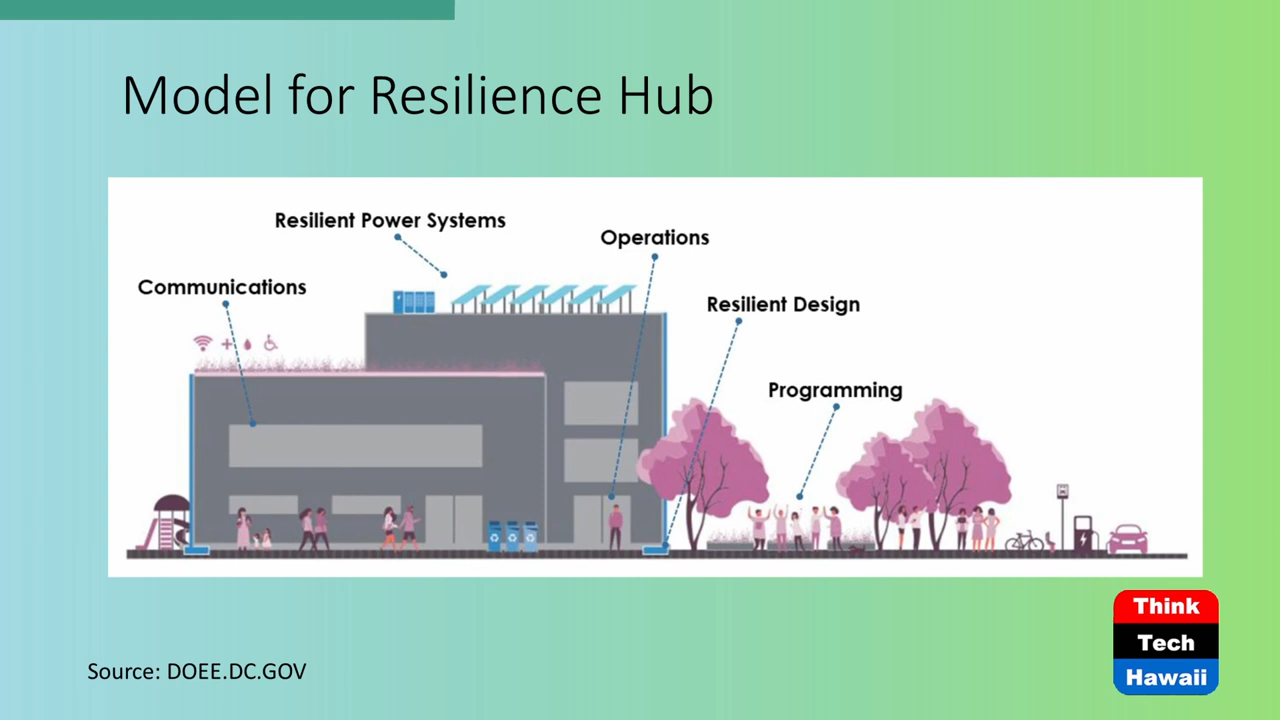 Model for Resilience Hub
Resilient Power Systems
Operations
Communications
Resilient Design
Programming
Think
Tech
Hawaii
Source: DOEE.DC.GOV